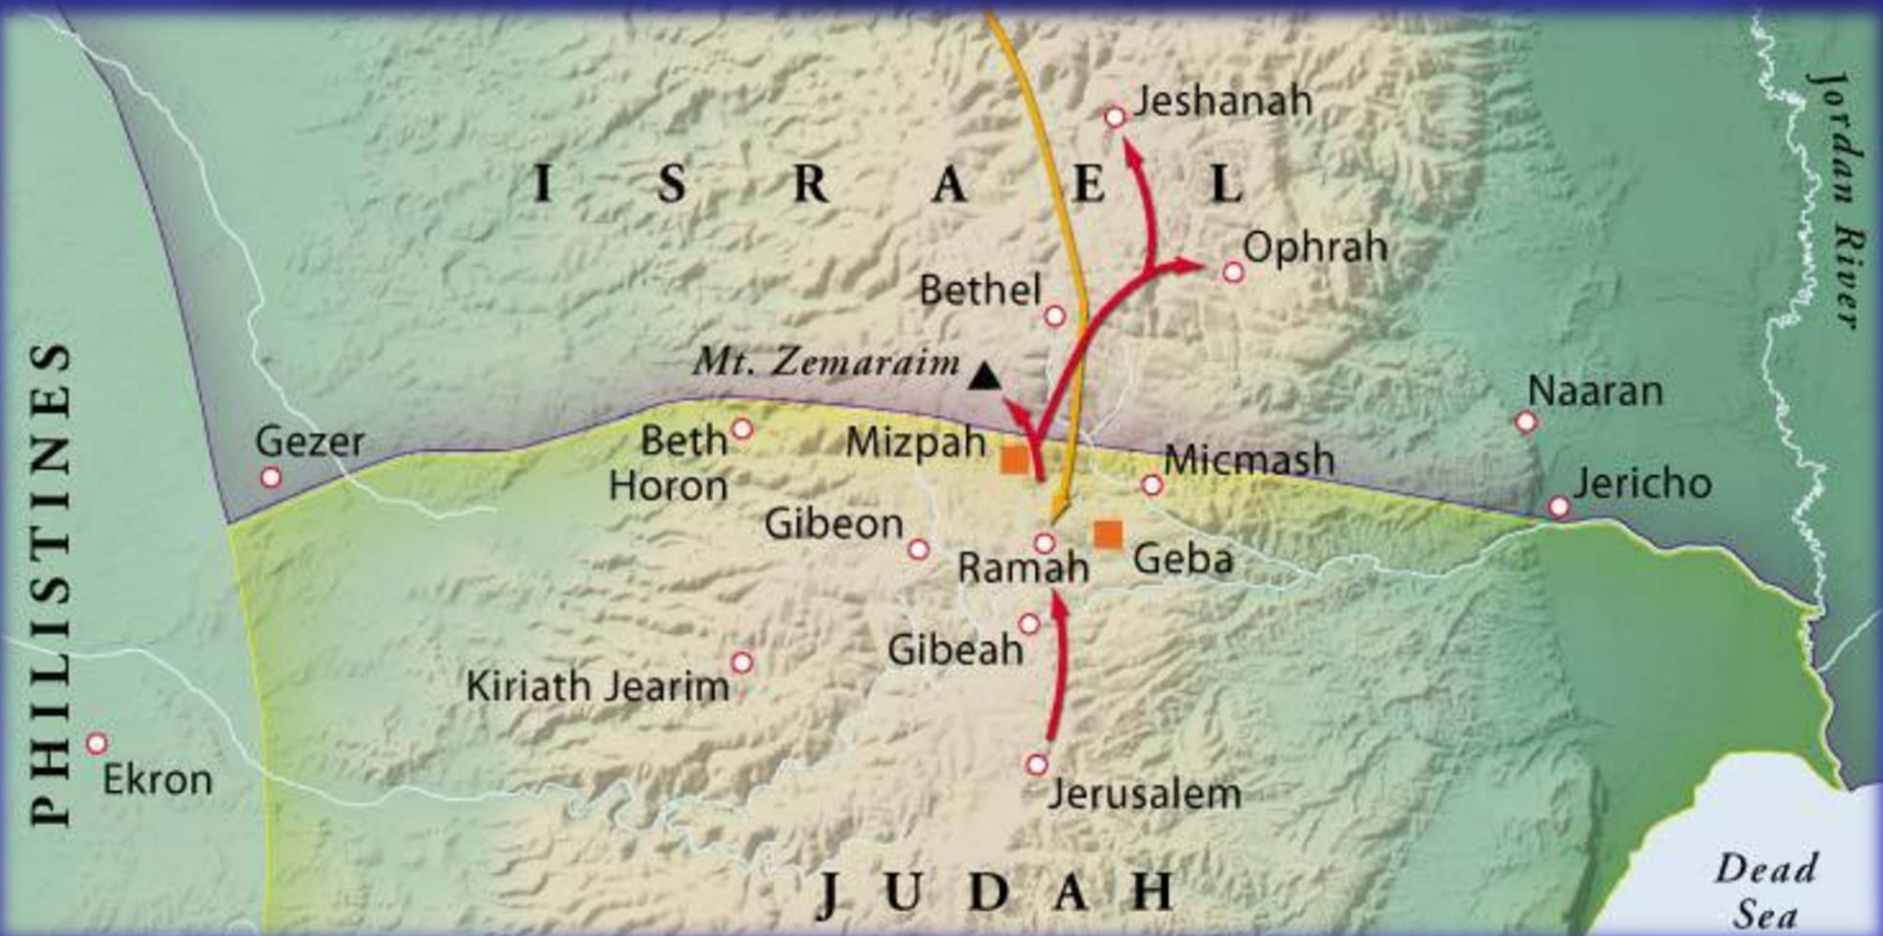 Jeshanah
Jordan River
I S R A E L
Ophrah
Bethel
Mt. Zemaraim
PHILISTINES
Naaran
Gezer
Beth
Horon
Mizpah
Micmash
Jericho
Gibeon
Ramah
Geba
Gibeah
Kiriath Jearim
Ekron
Jerusalem
J U D A H
Dead
Sea